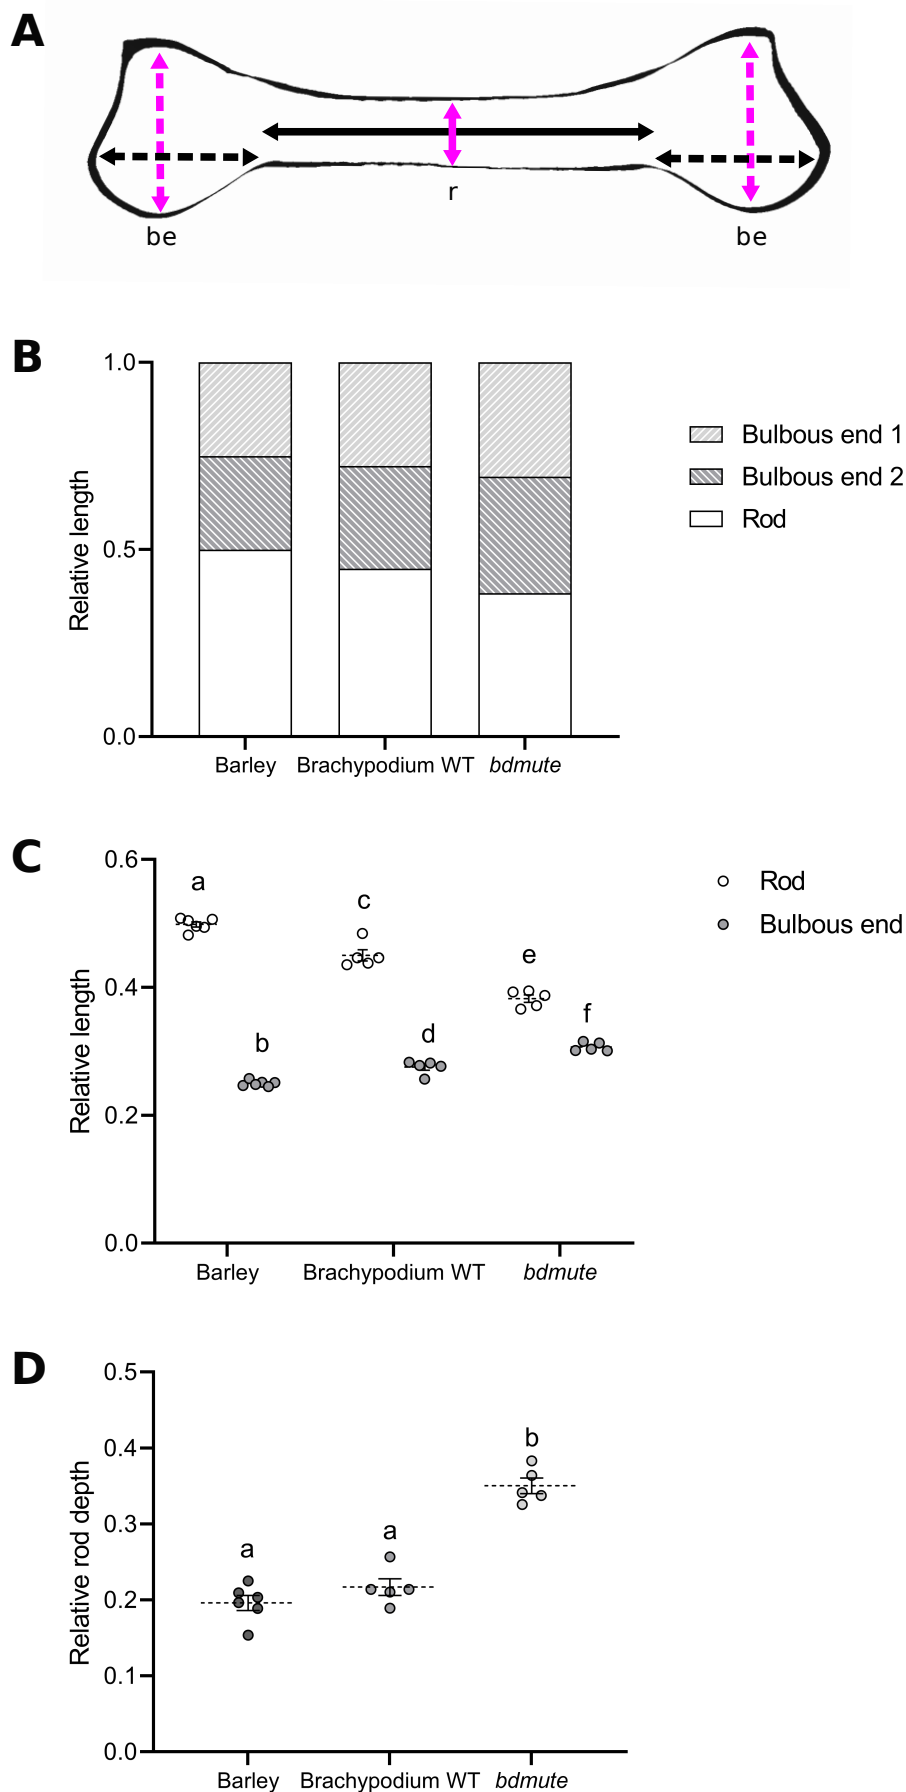 A
r
be
be
B
1.0
0.5
0.0
Relative length
Barley
Brachypodium WT
bdmute
Bulbous end 1
Bulbous end 2
Rod
C
0.6
0.4
0.2
0.0
Relative length
a
b
c
d
e
f
Barley
Brachypodium WT
bdmute
Rod
Bulbous end
D
0.5
0.4
0.3
0.2
0.1
0.0
Relative rod depth
a
a
b
Barley
Brachypodium WT
bdmute